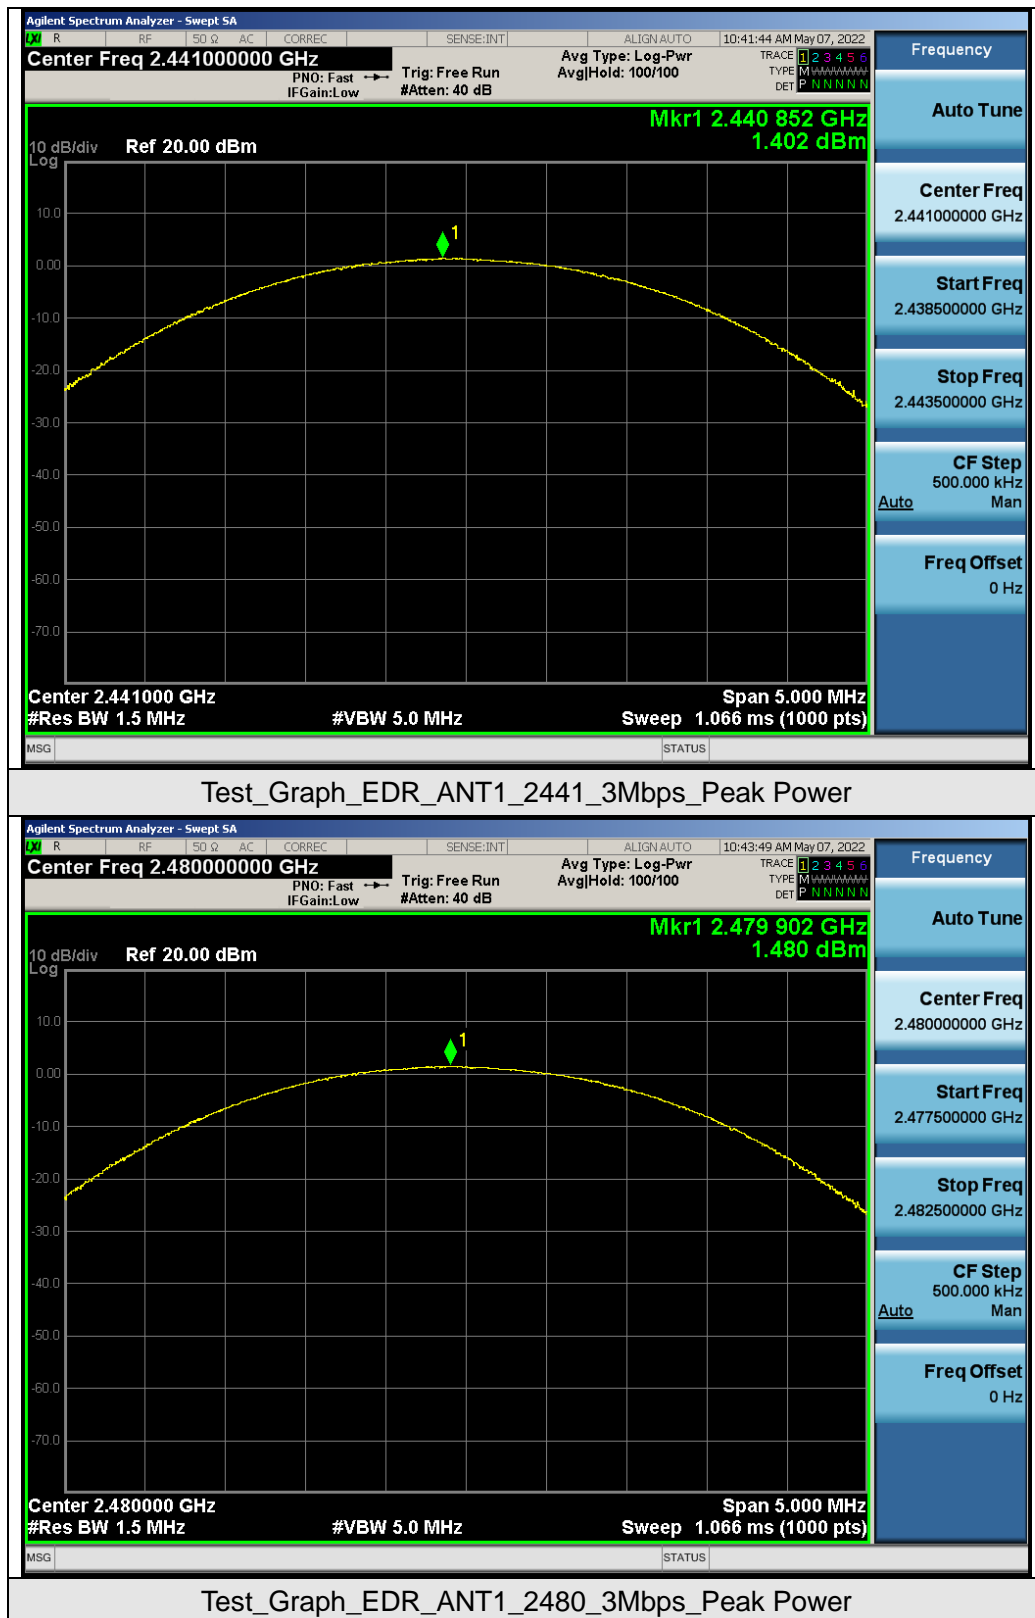 Agilent Spectrum Analyzer - Swept SA
LXI R RF 50 Ω AC CORREC SENSE:INT ALIGN AUTO 10:41:44 AM May 07, 2022
Center Freq 2.441000000 GHz
PNO: Fast
IFGain:Low
Trig: Free Run
#Atten: 40 dB
Avg Type: Log-Pwr
Avg|Hold: 100/100
TRACE 1 2 3 4 5 6
TYPE M WWWWW
DET P N N N N N
Mkr1 2.440 852 GHz
1.402 dBm
10 dB/div Ref 20.00 dBm
Log
10.0
0.00
-10.0
-20.0
-30.0
-40.0
-50.0
-60.0
-70.0
1
Center 2.441000 GHz Span 5.000 MHz
#Res BW 1.5 MHz #VBW 5.0 MHz Sweep 1.066 ms (1000 pts)
MSG STATUS
Frequency
Auto Tune
Center Freq
2.441000000 GHz
Start Freq
2.438500000 GHz
Stop Freq
2.443500000 GHz
CF Step
500.000 kHz
Auto Man
Freq Offset
0 Hz
Test_Graph_EDR_ANT1_2441_3Mbps_Peak Power
Agilent Spectrum Analyzer - Swept SA
LXI R RF 50 Ω AC CORREC SENSE:INT ALIGN AUTO 10:43:49 AM May 07, 2022
Center Freq 2.480000000 GHz
PNO: Fast
IFGain:Low
Trig: Free Run
#Atten: 40 dB
Avg Type: Log-Pwr
Avg|Hold: 100/100
TRACE 1 2 3 4 5 6
TYPE M WWWWW
DET P N N N N N
Mkr1 2.479 902 GHz
1.480 dBm
10 dB/div Ref 20.00 dBm
Log
10.0
0.00
-10.0
-20.0
-30.0
-40.0
-50.0
-60.0
-70.0
1
Center 2.480000 GHz Span 5.000 MHz
#Res BW 1.5 MHz #VBW 5.0 MHz Sweep 1.066 ms (1000 pts)
MSG STATUS
Frequency
Auto Tune
Center Freq
2.480000000 GHz
Start Freq
2.477500000 GHz
Stop Freq
2.482500000 GHz
CF Step
500.000 kHz
Auto Man
Freq Offset
0 Hz
Test_Graph_EDR_ANT1_2480_3Mbps_Peak Power